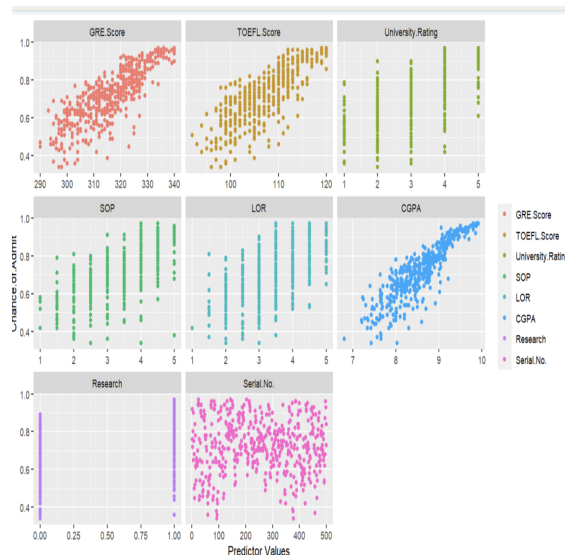 GRE.Score TOEFL.Score University.Rating
1.0
0.8
0.6
0.4
290 300 310 320 330 340 100 110 120 1 2 3 4 5
SOP LOR CGPA
1.0
0.8
0.6
0.4
1 2 3 4 5 1 2 3 4 5 7 8 9 10
Research Serial.No.
1.0
0.8
0.6
0.4
0.00 0.25 0.50 0.75 1.00 0 100 200 300 400 500
Predictor Values
Chance.of.Admit
GRE.Score
TOEFL.Score
University.Ratin
SOP
LOR
CGPA
Research
Serial.No.